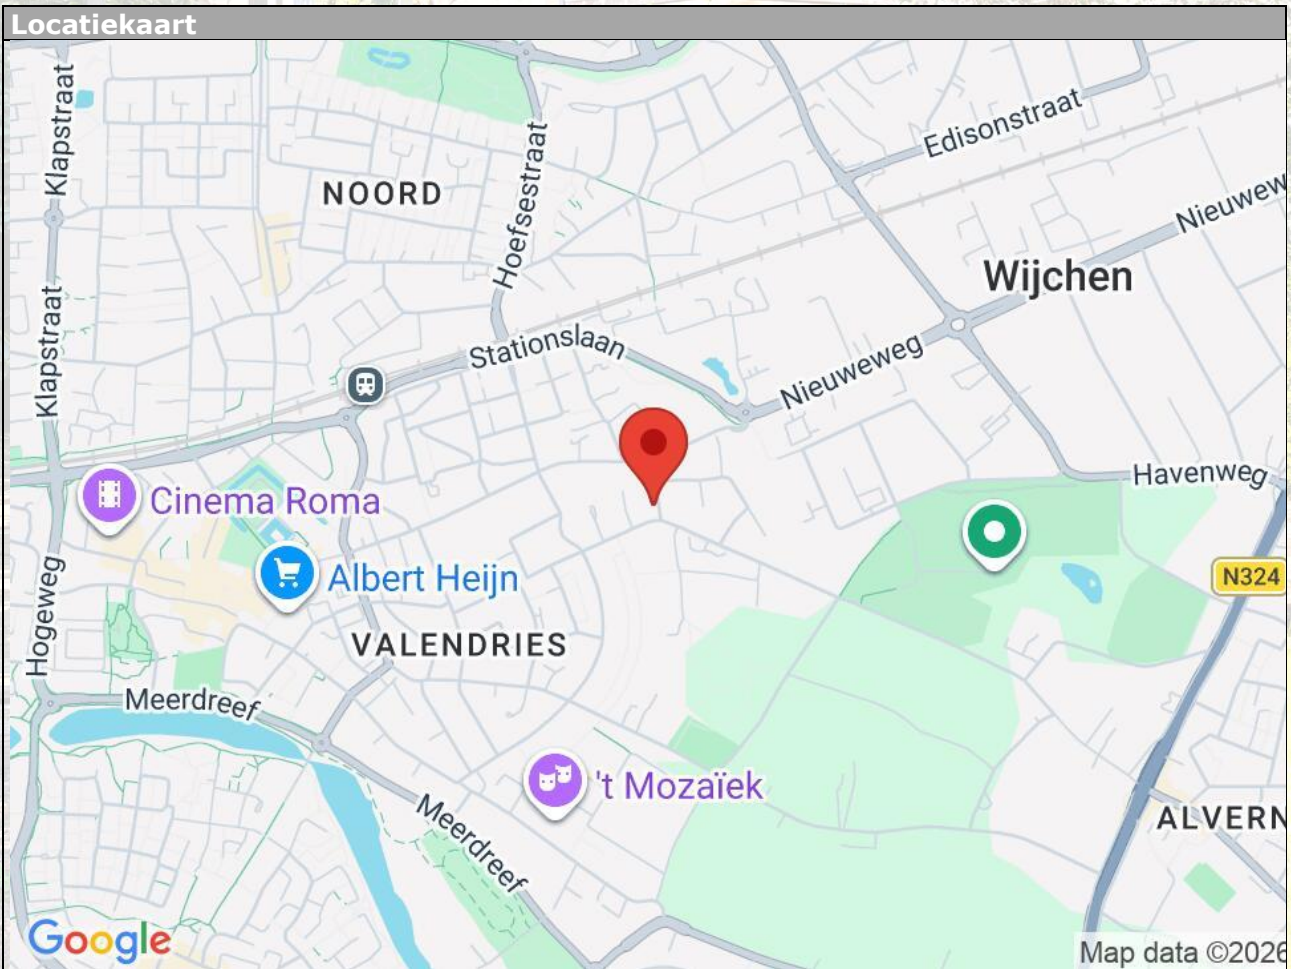 Locatiekaart
Klapstraat
Edisonstraat
Hoefsestraat
NOORD
Nieuwew
Wijchen
Klapstraat
Stationslaan
Nieuweweg
Havenweg
Cinema Roma
Albert Heijn
N324
Hogeweg
VALENDRIES
Meerdreef
't Mozaïek
Meerdreef
ALVERN
Google
Map data ©2026